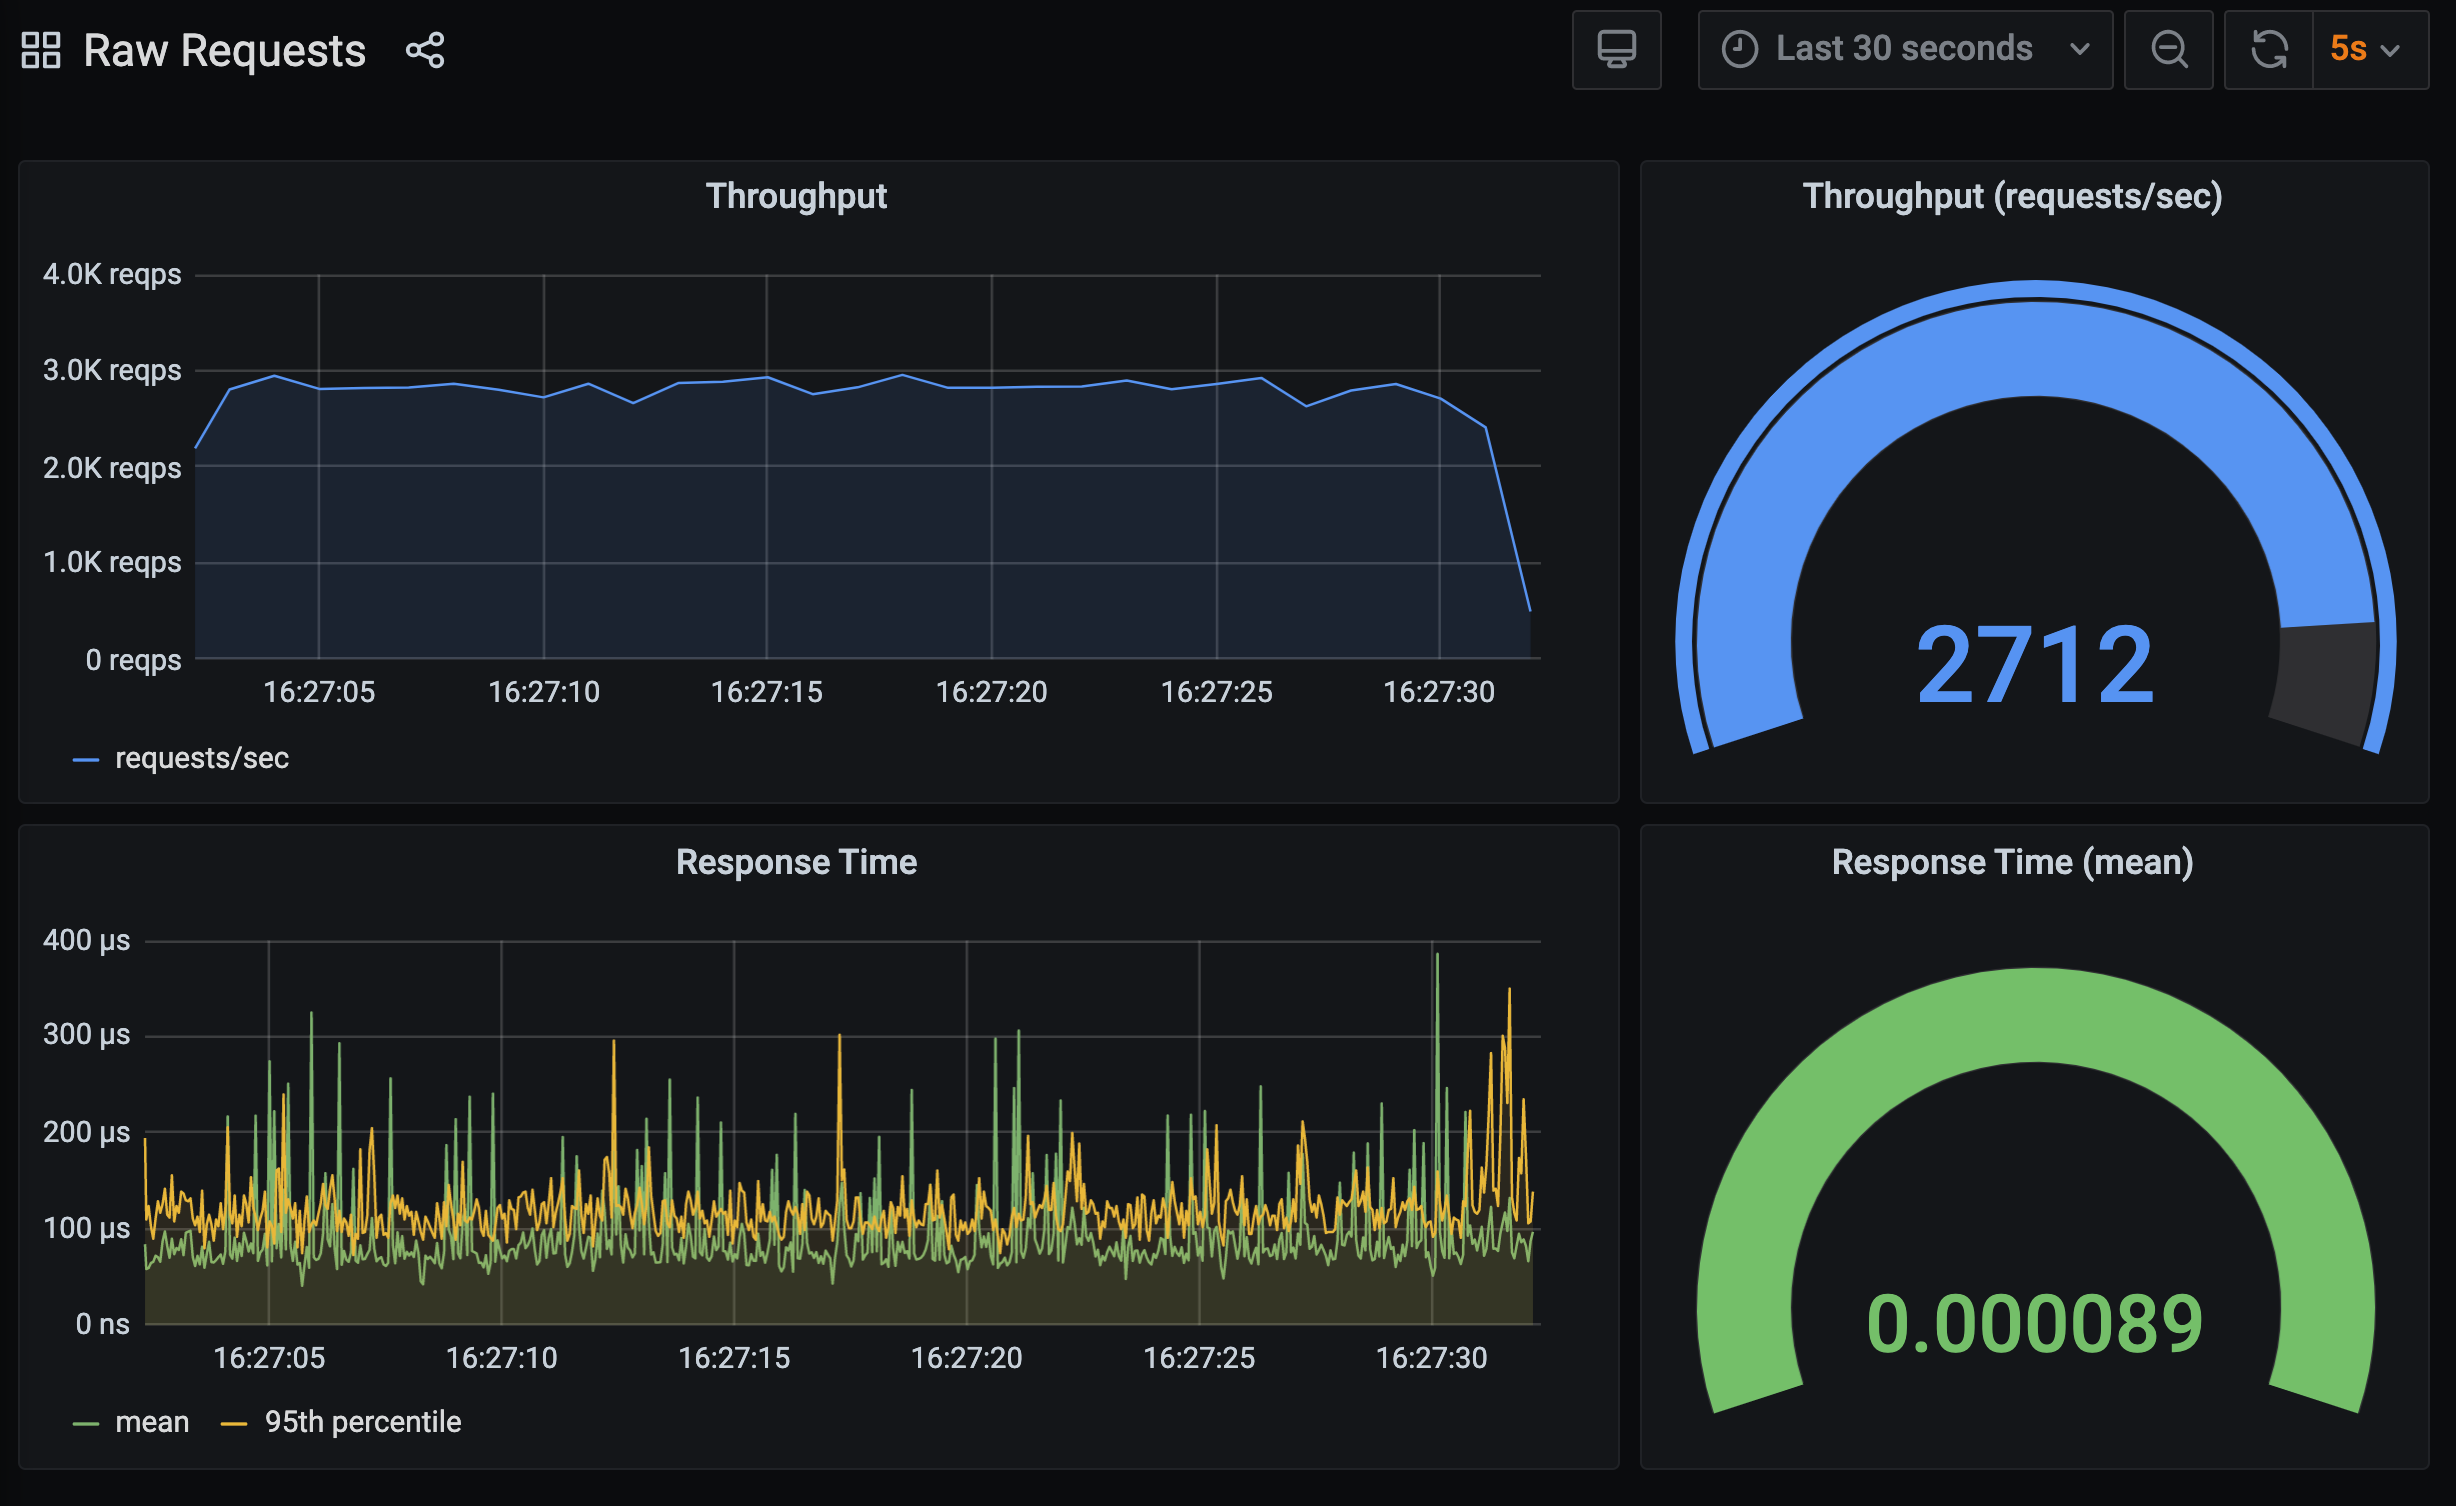 Raw Requests
Last 30 seconds
5s
Throughput
4.0K reqps
3.0K reqps
2.0K reqps
1.0K reqps
0 reqps
16:27:05 16:27:10 16:27:15 16:27:20 16:27:25 16:27:30
requests/sec
Throughput (requests/sec)
2712
Response Time
400 µs
300 µs
200 µs
100 µs
0 ns
16:27:05 16:27:10 16:27:15 16:27:20 16:27:25 16:27:30
mean 95th percentile
Response Time (mean)
0.000089